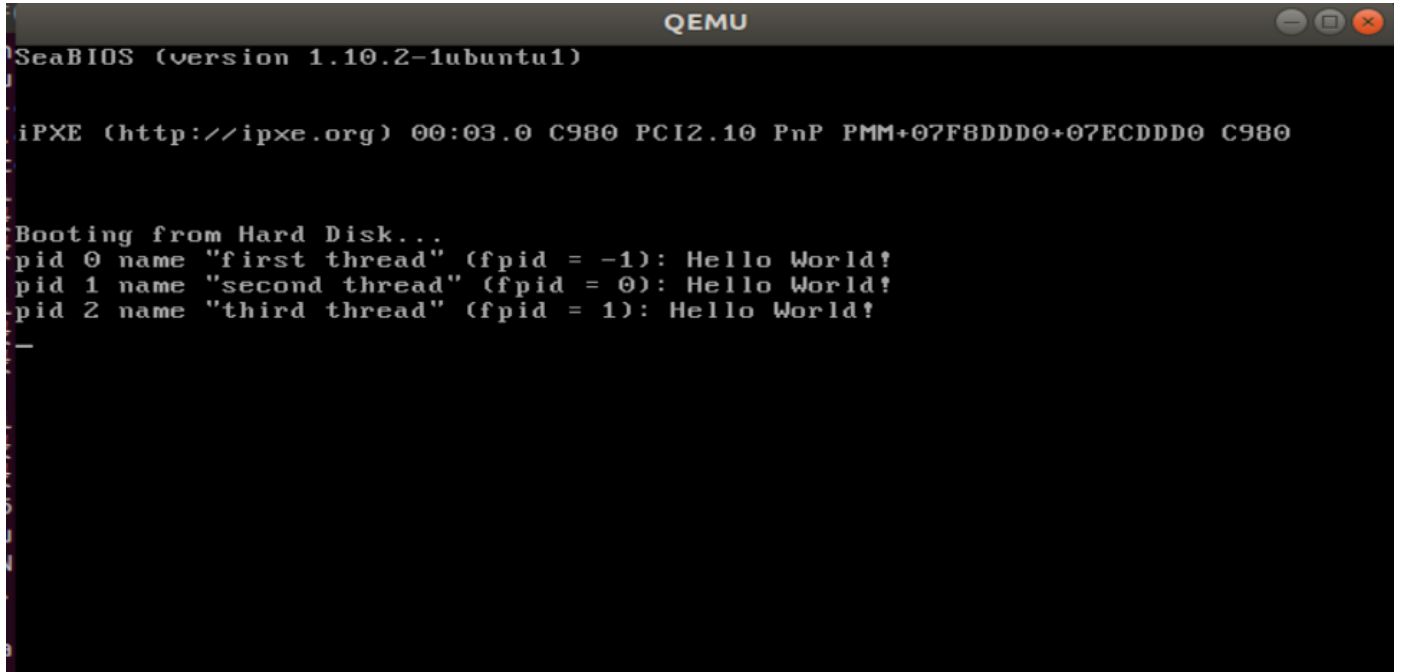 QEMU
SeaBIOS (version 1.10.2-1ubuntu1)
iPXE (http://ipxe.org) 00:03.0 C980 PCI2.10 PnP PMM+07F8DDD0+07ECDDD0 C980
Booting from Hard Disk...
pid 0 name "first thread" (fpid = -1): Hello World!
pid 1 name "second thread" (fpid = 0): Hello World!
pid 2 name "third thread" (fpid = 1): Hello World!